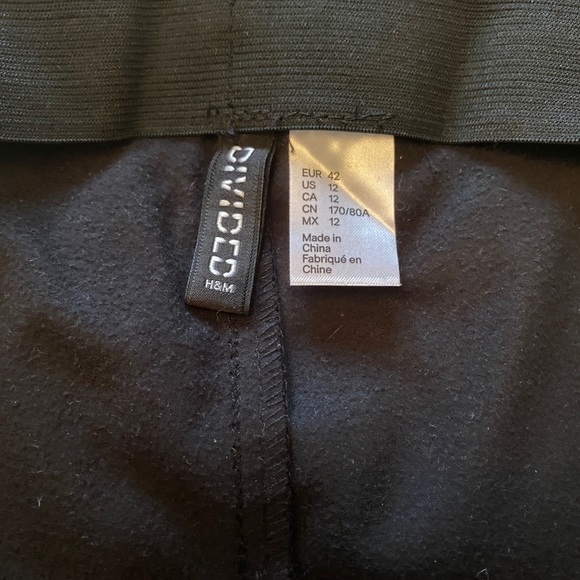 DIVIDED
H&M
EUR 42
US 12
CA 12
CN 170/80A
MX 12
Made in
China
Fabriqué en
Chine